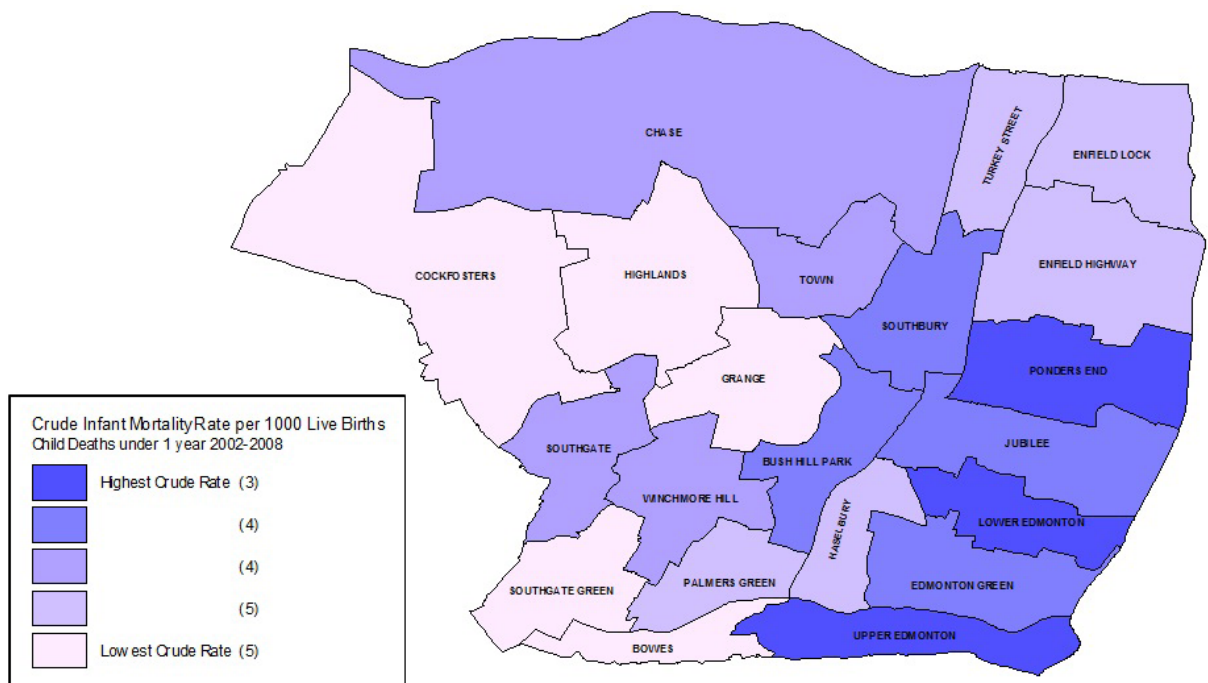 CHASE
TURKEY STREET
ENFIELD LOCK
COCKFOSTERS
HIGHLANDS
TOWN
ENFIELD HIGHWAY
SOUTHBURY
GRANGE
PONDERS END
SOUTHGATE
BUSH HILL PARK
JUBILEE
WINCHMORE HILL
HASELBURY
LOWER EDMONTON
SOUTHGATE GREEN
PALMERS GREEN
EDMONTON GREEN
BOWES
UPPER EDMONTON
Crude Infant Mortality Rate per 1000 Live Births
Child Deaths under 1 year 2002-2008
Highest Crude Rate (3)
(4)
(4)
(5)
Lowest Crude Rate (5)